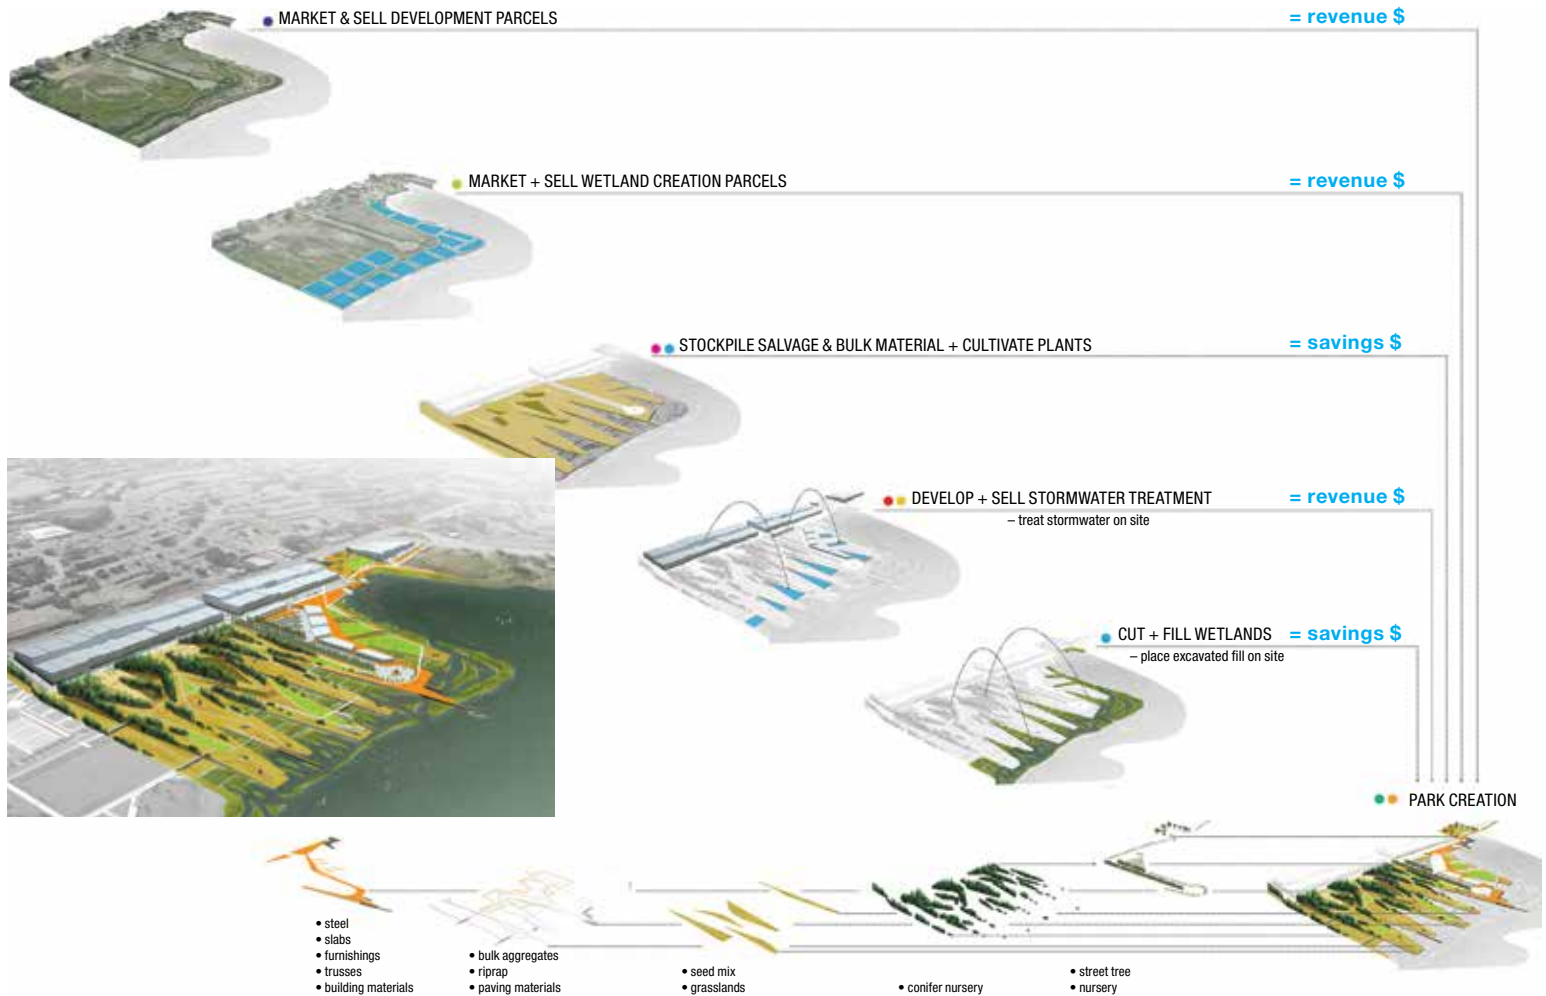 MARKET & SELL DEVELOPMENT PARCELS = revenue $
MARKET + SELL WETLAND CREATION PARCELS = revenue $
STOCKPILE SALVAGE & BULK MATERIAL + CULTIVATE PLANTS = savings $
DEVELOP + SELL STORMWATER TREATMENT = revenue $
– treat stormwater on site
CUT + FILL WETLANDS = savings $
– place excavated fill on site
PARK CREATION
• steel
• slabs
• furnishings
• trusses
• building materials
• bulk aggregates
• riprap
• paving materials
• seed mix
• grasslands
• conifer nursery
• street tree
• nursery